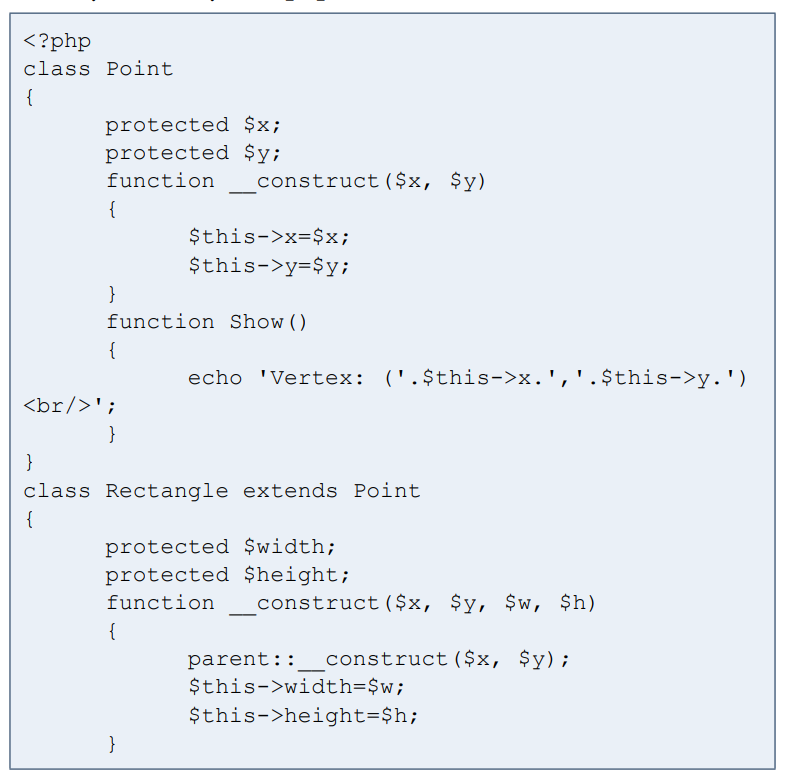 <?php
class Point
{
protected $x;
protected $y;
function __construct($x, $y)
{
$this->x=$x;
$this->y=$y;
}
function Show()
{
echo 'Vertex: ('.$this->x.','.$this->y.')
<br/>';
}
}
class Rectangle extends Point
{
protected $width;
protected $height;
function __construct($x, $y, $w, $h)
{
parent::__construct($x, $y);
$this->width=$w;
$this->height=$h;
}